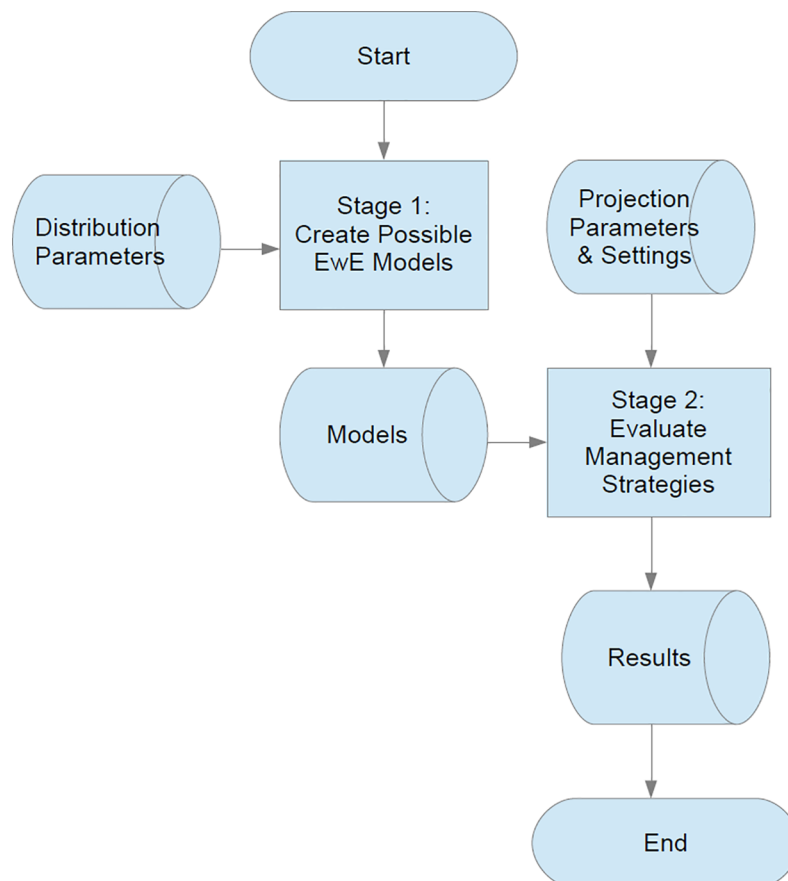 Start
Distribution
Parameters
Stage 1:
Create Possible
EwE Models
Projection
Parameters
& Settings
Models
Stage 2:
Evaluate
Management
Strategies
Results
End